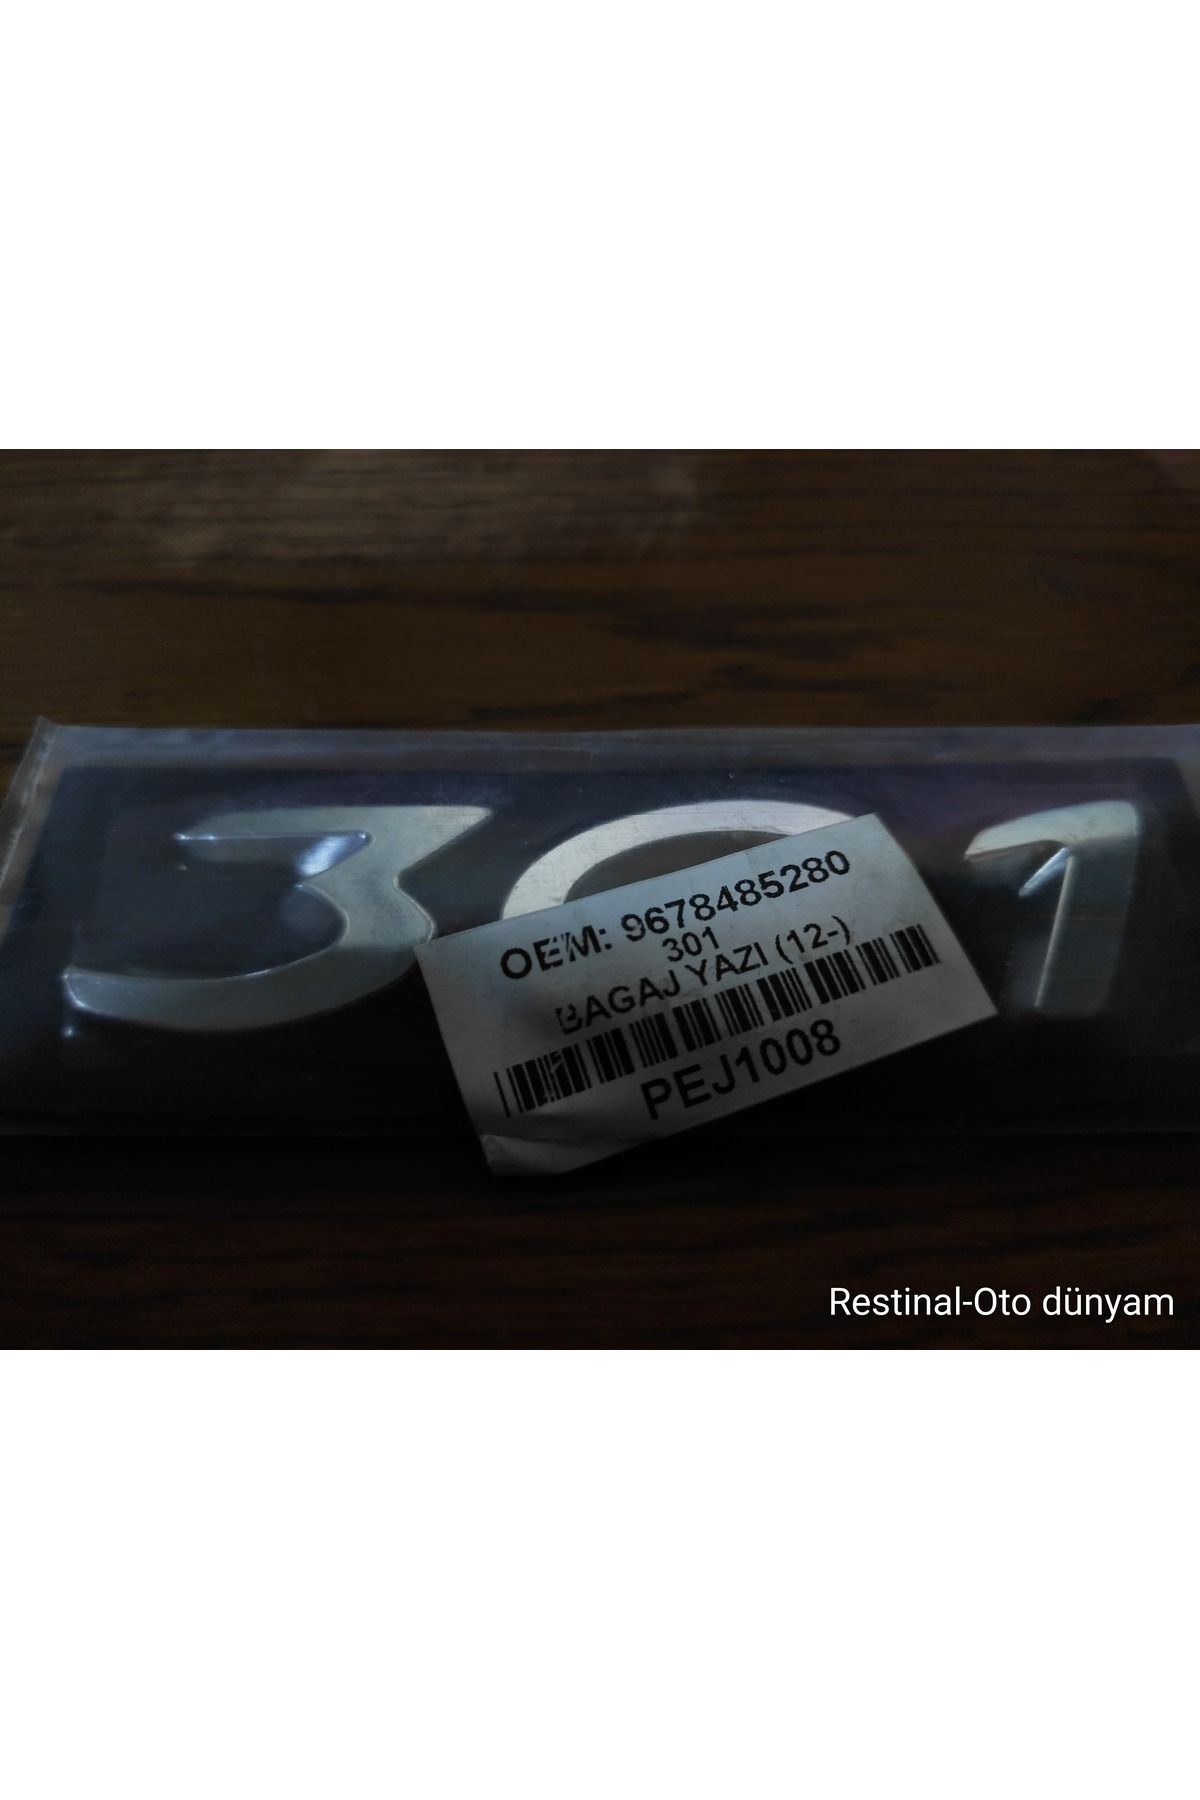 301
OEM: 9678485280
301
BAGAJ YAZI (12-)
PEJ1008
Restinal-Oto dünyam